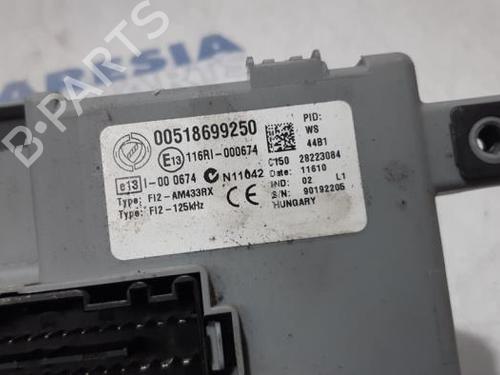 B-PARTS
00518699250
PID:
WS
44B1
E13 116RI-000674
e13 I-00 0674 N11042
C150 28223084
Date: 11610
Type: FI2-AM433RX
IND: 02 L1
Type: FI2-125kHz
CE
S/N: 90192205
HUNGARY